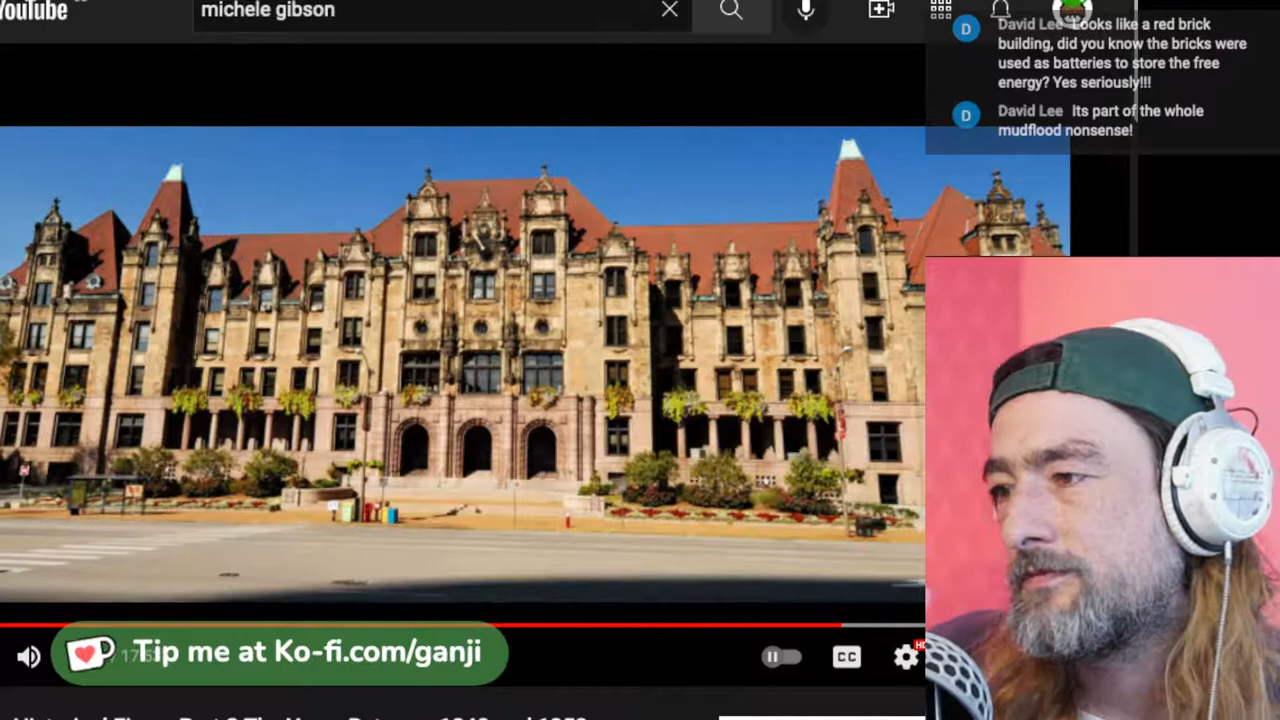 YouTube
michele gibson
D David Lee Looks like a red brick
building, did you know the bricks were
used as batteries to store the free
energy? Yes seriously!!!
D David Lee Its part of the whole
mudflood nonsense!
CC
HD
Tip me at Ko-fi.com/ganji